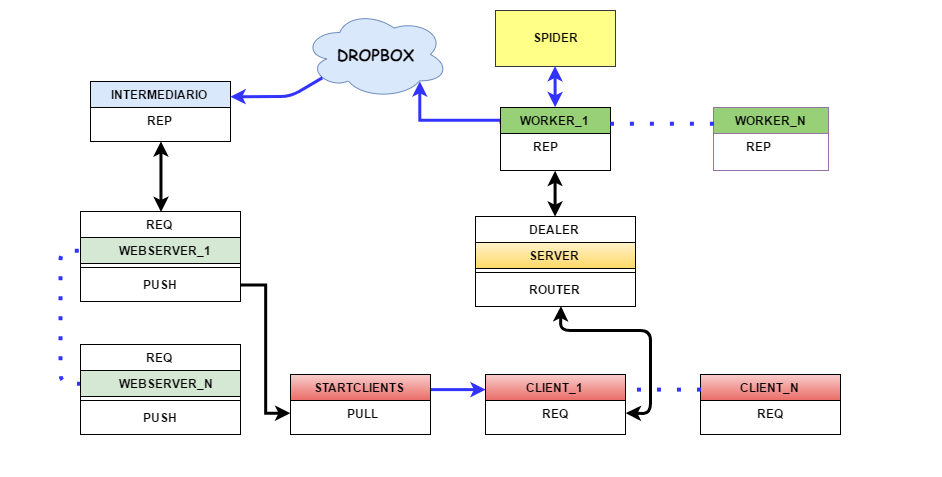 SPIDER
DROPBOX
INTERMEDIARIO
REP
WORKER_1
REP
WORKER_N
REP
REQ
WEBSERVER_1
PUSH
DEALER
SERVER
ROUTER
REQ
WEBSERVER_N
PUSH
STARTCLIENTS
PULL
CLIENT_1
REQ
CLIENT_N
REQ